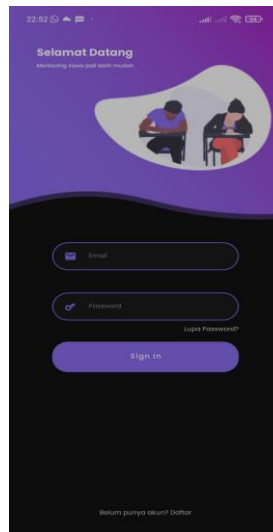 22:52
Selamat Datang
Monitoring siswa jadi lebih mudah
Email
Password
Lupa Password?
Sign In
Belum punya akun? Daftar